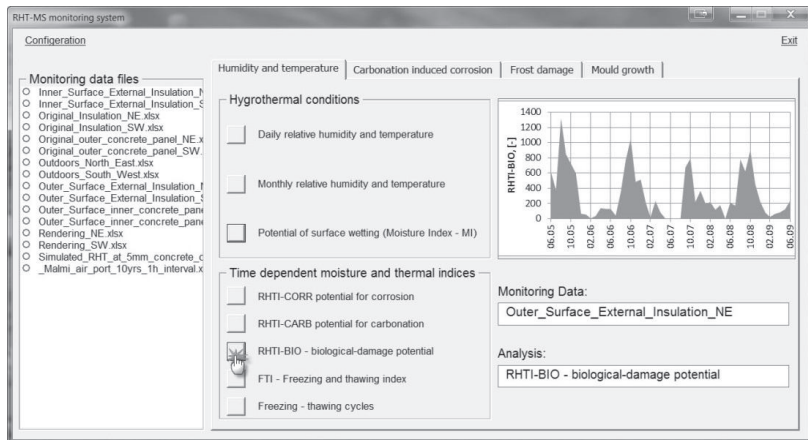 RHT-MS monitoring system
Configeration
Exit
Monitoring data files
Inner_Surface_External_Insulation_N
Inner_Surface_External_Insulation_S
Original_Insulation_NE.xlsx
Original_Insulation_SW.xlsx
Original_outer_concrete_panel_NE.x
Original_outer_concrete_panel_SW.
Outdoors_North_East.xlsx
Outdoors_South_West.xlsx
Outer_Surface_External_Insulation_
Outer_Surface_External_Insulation_
Outer_Surface_inner_concrete_pane
Outer_Surface_inner_concrete_pane
Rendering_NE.xlsx
Rendering_SW.xlsx
Simulated_RHT_at_5mm_concrete_c
_Malmi_air_port_10yrs_1h_interval.x
Humidity and temperature
Carbonation induced corrosion
Frost damage
Mould growth
Hygrothermal conditions
Daily relative humidity and temperature
Monthly relative humidity and temperature
Potential of surface wetting (Moisture Index - MI)
Time dependent moisture and thermal indices
RHTI-CORR potential for corrosion
RHTI-CARB potential for carbonation
RHTI-BIO - biological-damage potential
FTI - Freezing and thawing index
Freezing - thawing cycles
RHTI-BIO, [-]
1400
1200
1000
800
600
400
200
0
06.05 10.05 02.06 06.06 10.06 02.07 06.07 10.07 02.08 06.08 10.08 02.09 06.09
Monitoring Data:
Outer_Surface_External_Insulation_NE
Analysis:
RHTI-BIO - biological-damage potential